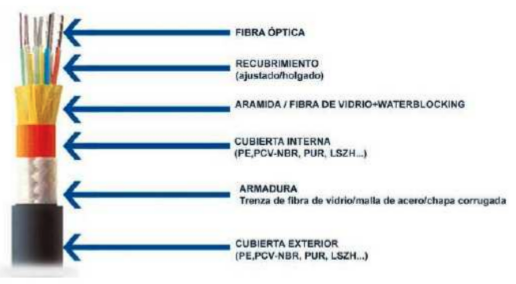 FIBRA ÓPTICA
RECUBRIMIENTO
(ajustado/holgado)
ARAMIDA / FIBRA DE VIDRIO+WATERBLOCKING
CUBIERTA INTERNA
(PE,PCV-NBR, PUR, LSZH...)
ARMADURA
Trenza de fibra de vidrio/malla de acero/chapa corrugada
CUBIERTA EXTERIOR
(PE,PCV-NBR, PUR, LSZH...)